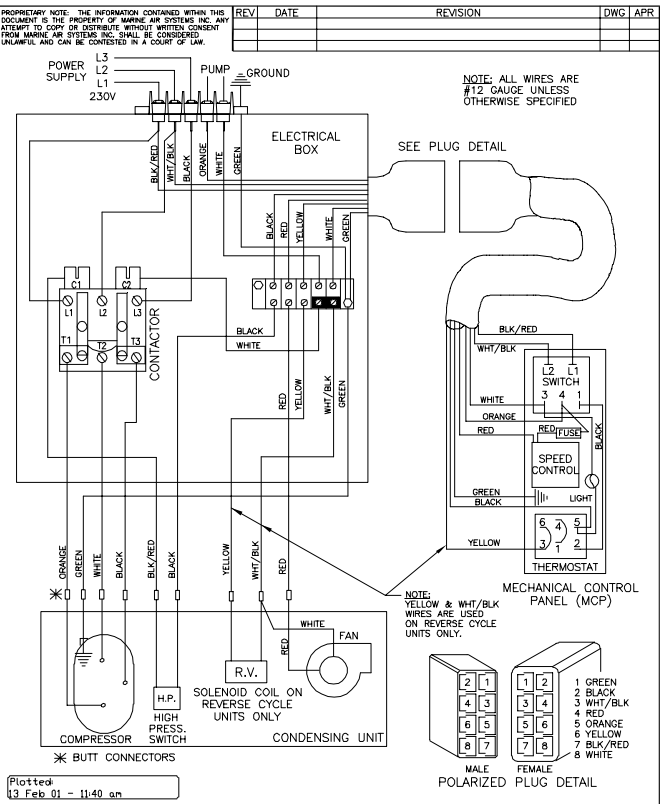 PROPRIETARY NOTE: THE INFORMATION CONTAINED WITHIN THIS
DOCUMENT IS THE PROPERTY OF MARINE AIR SYSTEMS INC. ANY
ATTEMPT TO COPY OR DISTRIBUTE WITHOUT WRITTEN CONSENT
FROM MARINE AIR SYSTEMS INC. SHALL BE CONSIDERED
UNLAWFUL AND CAN BE CONTESTED IN A COURT OF LAW.
REV DATE REVISION DWG APR
POWER
SUPPLY
L3
L2
L1
230V
PUMP
GROUND
NOTE: ALL WIRES ARE
#12 GAUGE UNLESS
OTHERWISE SPECIFIED
ELECTRICAL
BOX
SEE PLUG DETAIL
BLK/RED
WHT/BLK
BLACK
ORANGE
WHITE
GREEN
BLACK
RED
YELLOW
WHITE
GREEN
C1
C2
L1
L2
L3
T1
T2
T3
CONTACTOR
BLACK
WHITE
RED
YELLOW
WHT/BLK
GREEN
BLK/RED
WHT/BLK
L2 L1
SWITCH
3 4 1
WHITE
ORANGE
RED
RED
FUSE
BLACK
SPEED
CONTROL
LIGHT
GREEN
BLACK
YELLOW
6 4 5
3 1 2
THERMOSTAT
MECHANICAL CONTROL
PANEL (MCP)
ORANGE
GREEN
WHITE
BLACK
BLK/RED
BLACK
YELLOW
WHT/BLK
RED
NOTE:
YELLOW & WHT/BLK
WIRES ARE USED
ON REVERSE CYCLE
UNITS ONLY.
WHITE
RED
FAN
R.V.
SOLENOID COIL ON
REVERSE CYCLE
UNITS ONLY
H.P.
HIGH
PRESS.
SWITCH
COMPRESSOR
CONDENSING UNIT
BUTT CONNECTORS
2 1
4 3
6 5
8 7
MALE
1 2
3 4
5 6
7 8
FEMALE
1 GREEN
2 BLACK
3 WHT/BLK
4 RED
5 ORANGE
6 YELLOW
7 BLK/RED
8 WHITE
POLARIZED PLUG DETAIL
Plotted:
13 Feb 01 - 11:40 am